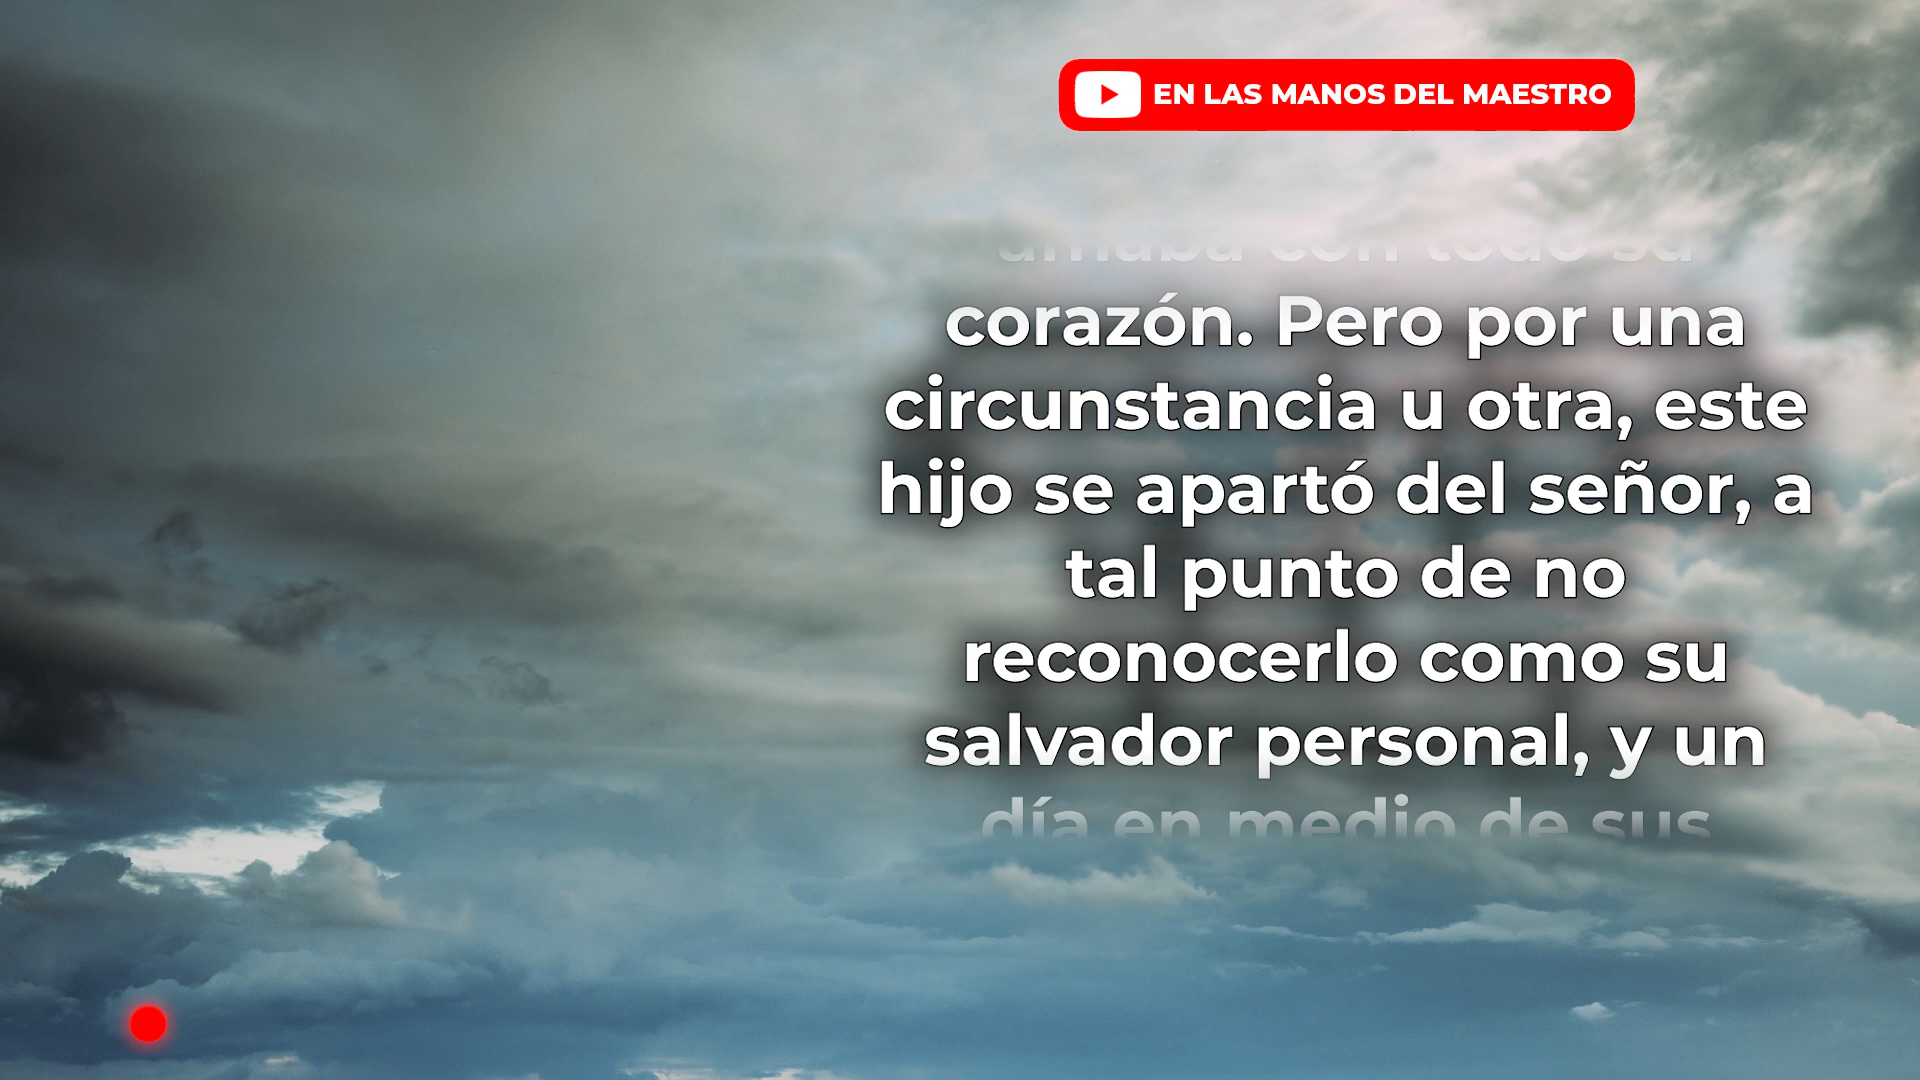 EN LAS MANOS DEL MAESTRO
con todo su
corazón. Pero por una
circunstancia u otra, este
hijo se apartó del señor, a
tal punto de no
reconocerlo como su
salvador personal, y un
día en medio de sus